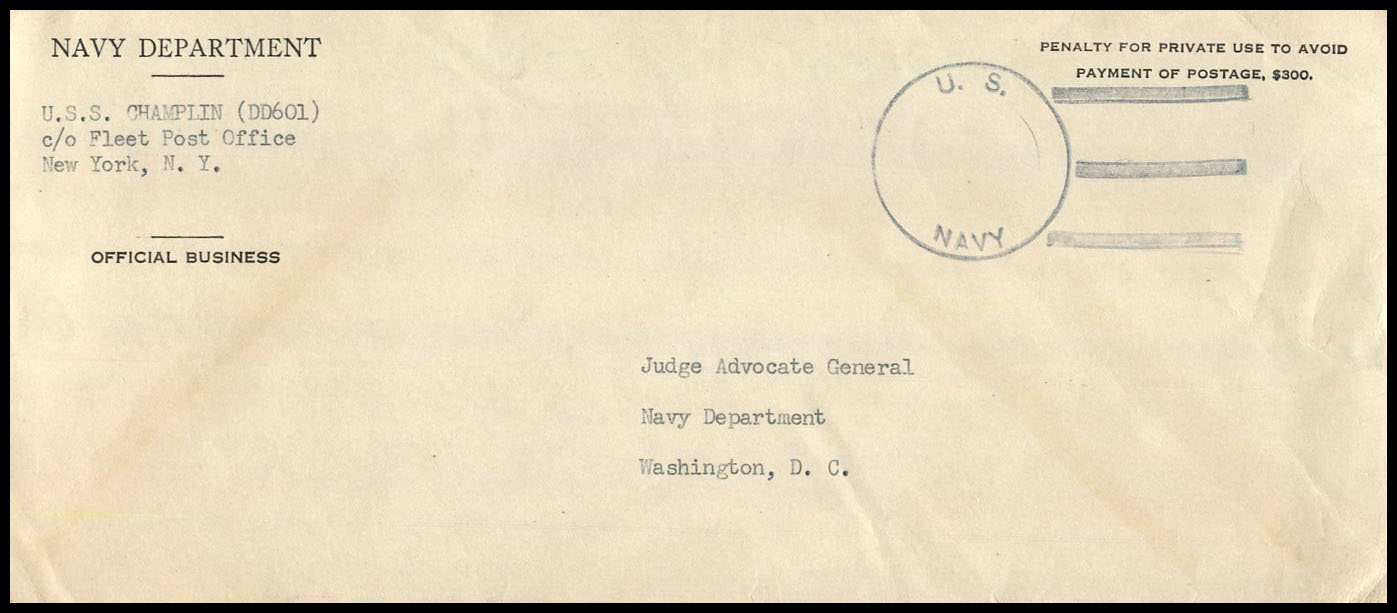 NAVY DEPARTMENT
U.S.S. CHAMPLIN (DD601)
c/o Fleet Post Office
New York, N. Y.
OFFICIAL BUSINESS
PENALTY FOR PRIVATE USE TO AVOID
PAYMENT OF POSTAGE, $300.
U. S.
NAVY
Judge Advocate General
Navy Department
Washington, D. C.